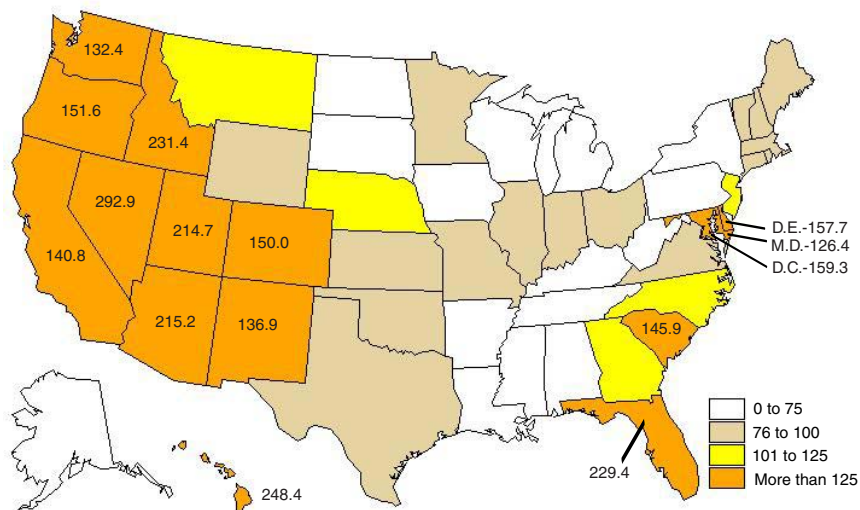 132.4
151.6
231.4
292.9
214.7
150.0
140.8
215.2
136.9
145.9
D.E.-157.7
M.D.-126.4
D.C.-159.3
0 to 75
76 to 100
101 to 125
More than 125
229.4
248.4